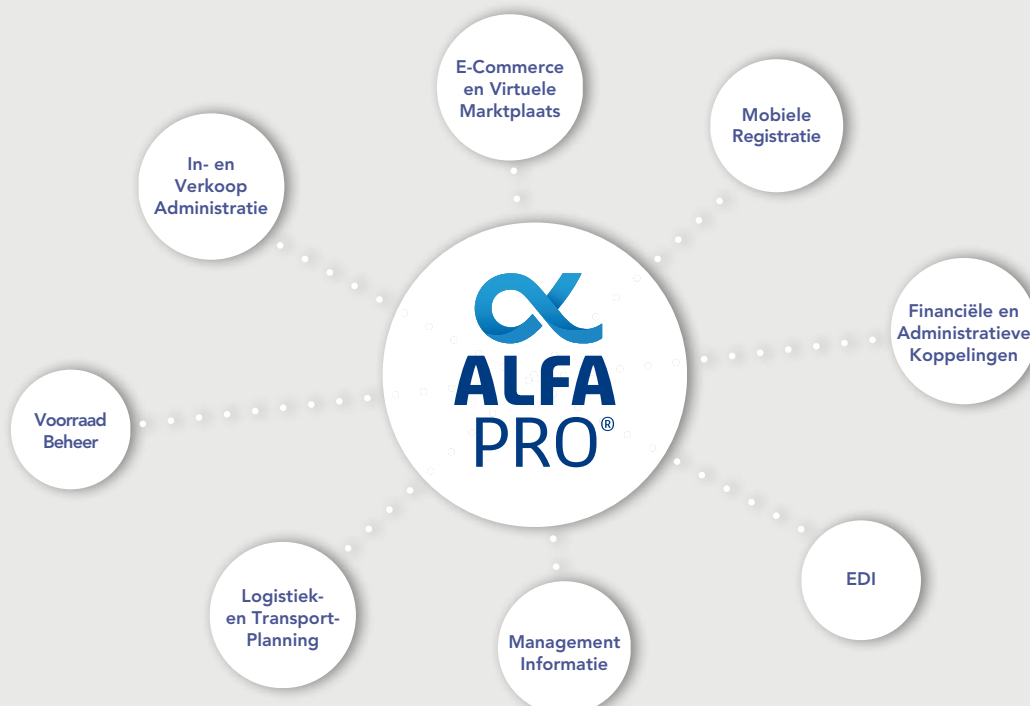 E-Commerce
en Virtuele
Marktplaats
Mobiele
Registratie
In- en
Verkoop
Administratie
Financiële en
Administratieve
Koppelingen
ALFA
PRO®
Voorraad
Beheer
EDI
Logistiek-
en Transport-
Planning
Management
Informatie